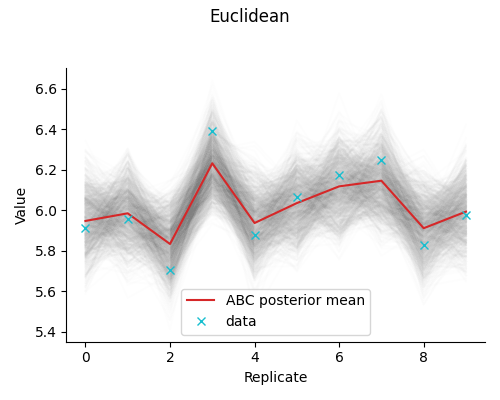 Euclidean
6.6
6.4
6.2
6.0
5.8
5.6
5.4
Value
ABC posterior mean
data
0
2
4
6
8
Replicate